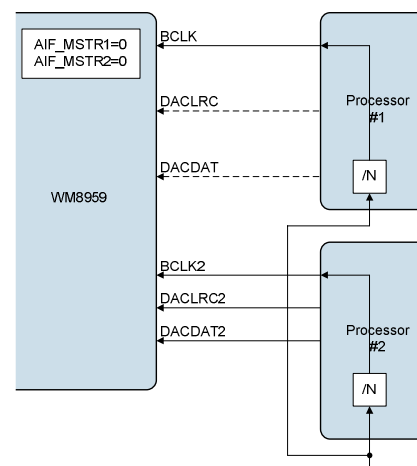 AIF_MSTR1=0
AIF_MSTR2=0
BCLK
DACLRC
DACDAT
Processor
#1
/N
WM8959
BCLK2
DACLRC2
DACDAT2
Processor
#2
/N